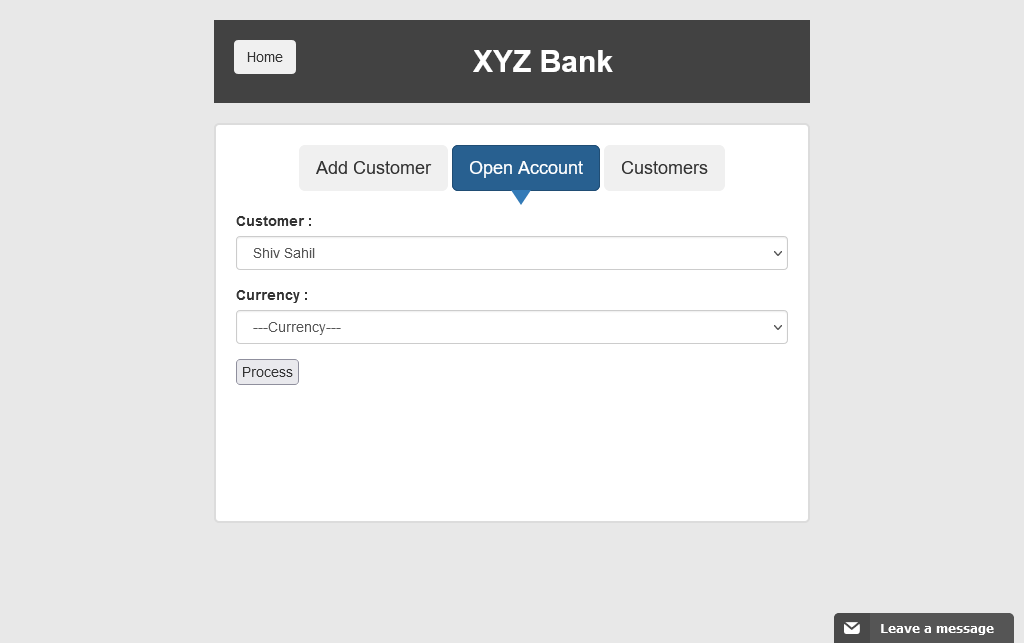 Home
XYZ Bank
Add Customer
Open Account
Customers
Customer :
Shiv Sahil
Currency :
---Currency---
Process
Leave a message